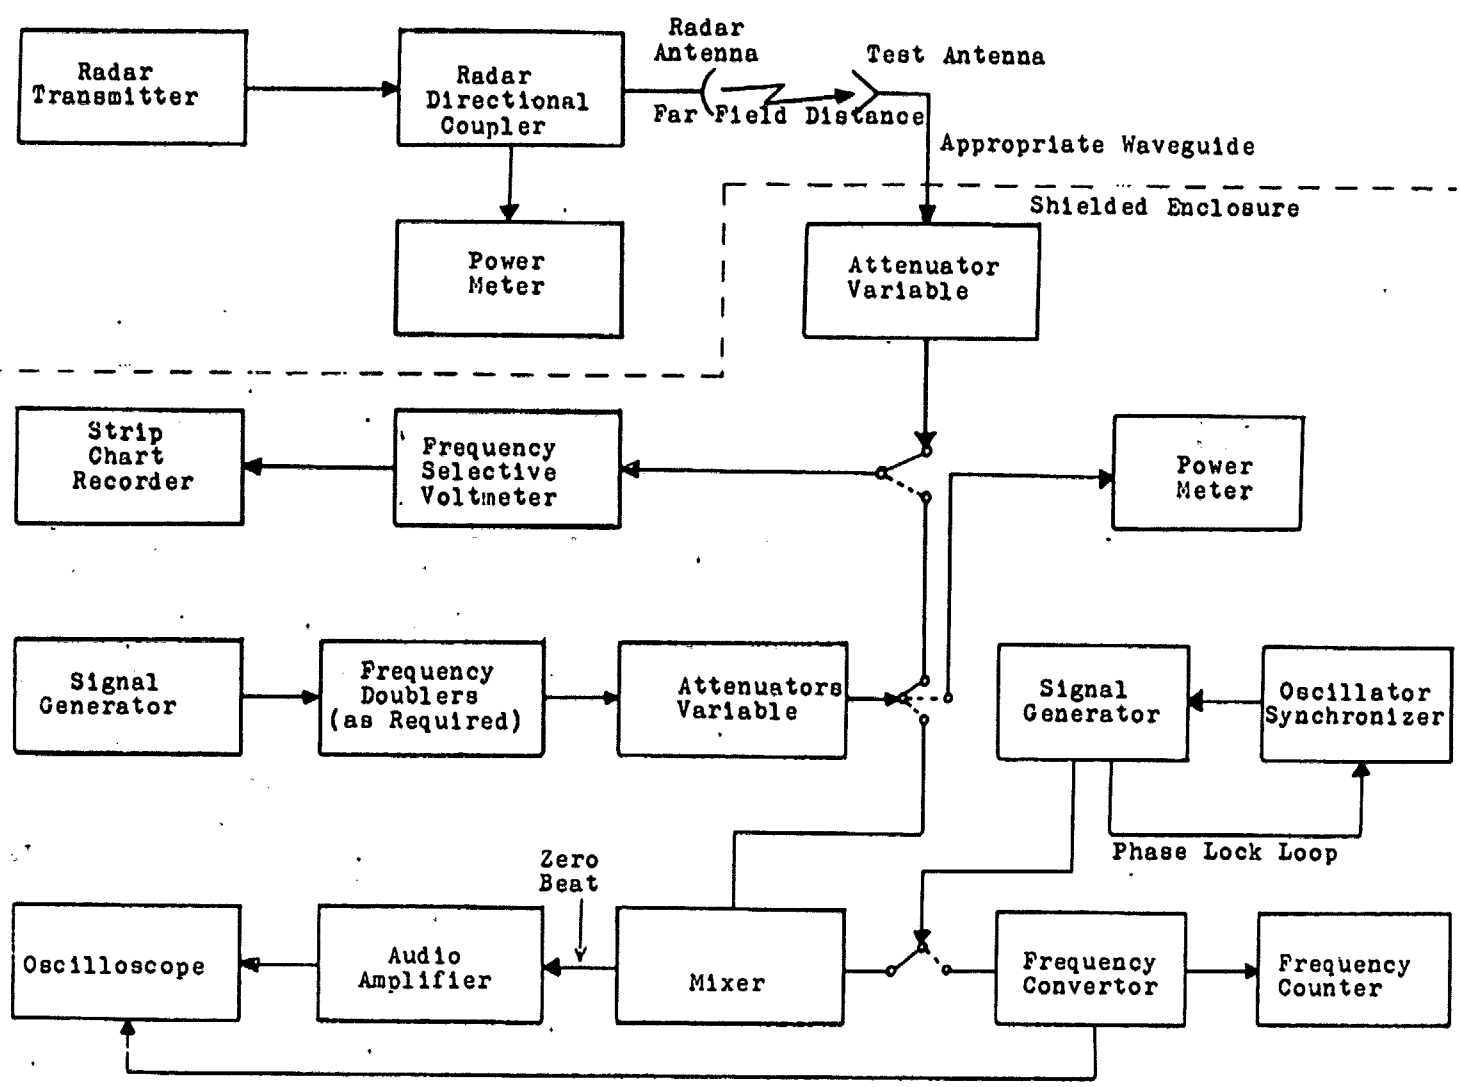 Radar
Antenna
Test Antenna
Radar
Transmitter
Radar
Directional
Coupler
Far Field Distance
Appropriate Waveguide
Shielded Enclosure
Power
Meter
Attenuator
Variable
Strip
Chart
Recorder
Frequency
Selective
Voltmeter
Power
Meter
Signal
Generator
Frequency
Doublers
(as Required)
Attenuators
Variable
Signal
Generator
Oscillator
Synchronizer
Phase Lock Loop
Zero
Beat
Oscilloscope
Audio
Amplifier
Mixer
Frequency
Convertor
Frequency
Counter